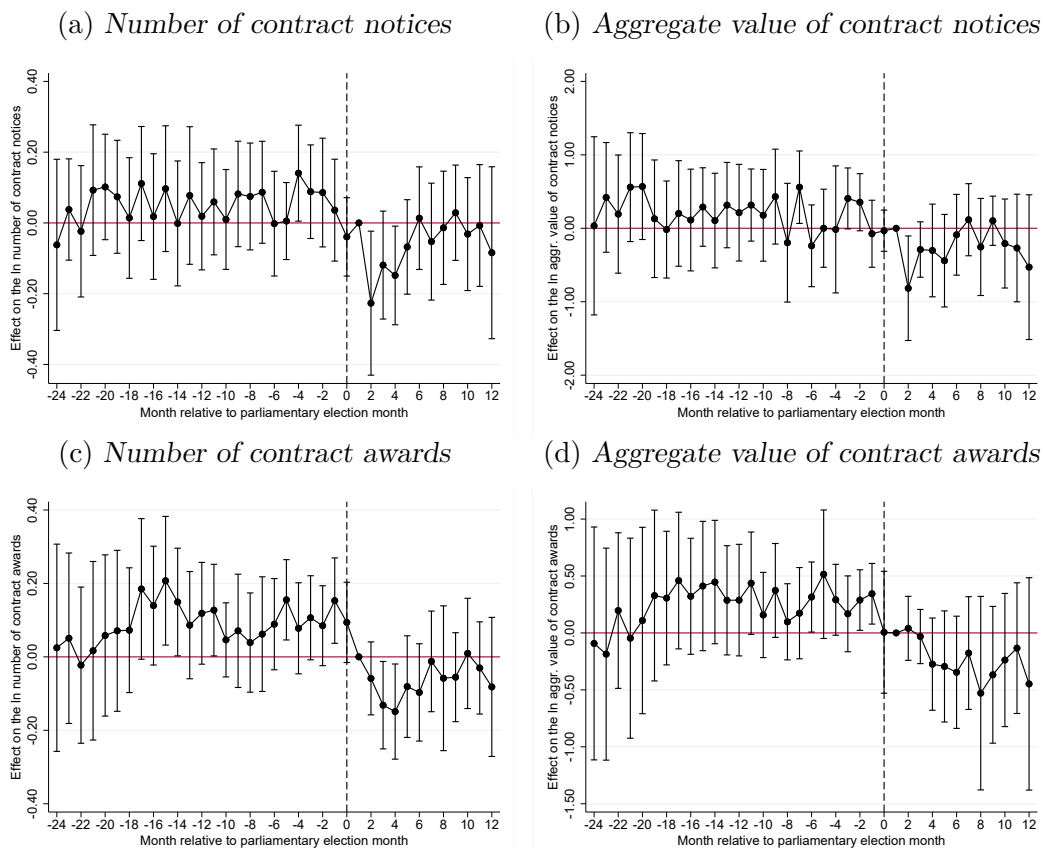 (a) Number of contract notices
Effect on the ln number of contract notices
0.40
0.20
0.00
-0.20
-0.40
-24 -22 -20 -18 -16 -14 -12 -10 -8 -6 -4 -2 0 2 4 6 8 10 12
Month relative to parliamentary election month
(b) Aggregate value of contract notices
Effect on the ln aggr. value of contract notices
2.00
1.00
0.00
-1.00
-2.00
-24 -22 -20 -18 -16 -14 -12 -10 -8 -6 -4 -2 0 2 4 6 8 10 12
Month relative to parliamentary election month
(c) Number of contract awards
Effect on the ln number of contract awards
0.40
0.20
0.00
-0.20
-0.40
-24 -22 -20 -18 -16 -14 -12 -10 -8 -6 -4 -2 0 2 4 6 8 10 12
Month relative to parliamentary election month
(d) Aggregate value of contract awards
Effect on the ln aggr. value of contract awards
1.00
0.50
0.00
-0.50
-1.00
-1.50
-24 -22 -20 -18 -16 -14 -12 -10 -8 -6 -4 -2 0 2 4 6 8 10 12
Month relative to parliamentary election month